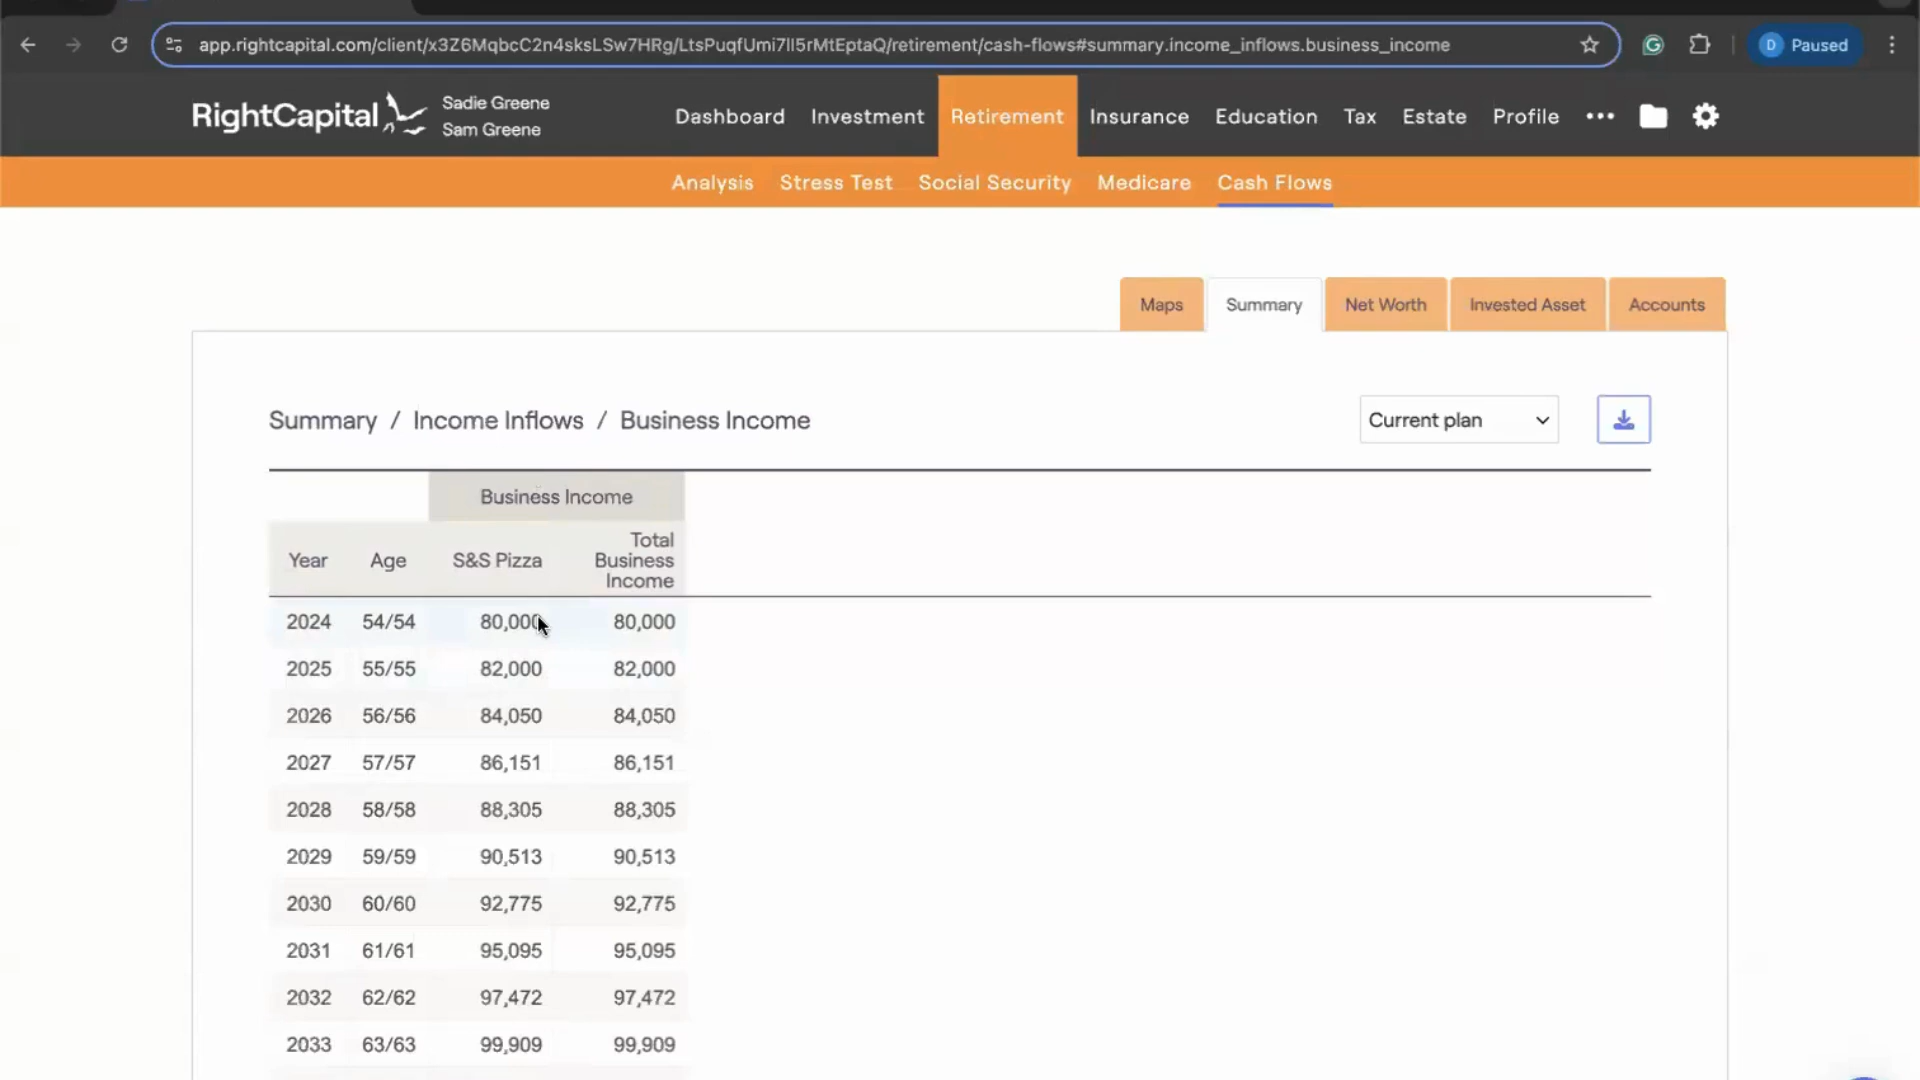 app.rightcapital.com/client/x3Z6MqbcC2n4sksLSw7HRg/LtsPuqfUmi7ll5rMtEptaQ/retirement/cash-flows#summary.income_inflows.business_income
D Paused
RightCapital
Sadie Greene
Sam Greene
Dashboard Investment Retirement Insurance Education Tax Estate Profile
Analysis Stress Test Social Security Medicare Cash Flows
Maps Summary Net Worth Invested Asset Accounts
Summary / Income Inflows / Business Income
Current plan
Business Income
Year Age S&S Pizza Total Business Income
2024 54/54 80,000 80,000
2025 55/55 82,000 82,000
2026 56/56 84,050 84,050
2027 57/57 86,151 86,151
2028 58/58 88,305 88,305
2029 59/59 90,513 90,513
2030 60/60 92,775 92,775
2031 61/61 95,095 95,095
2032 62/62 97,472 97,472
2033 63/63 99,909 99,909